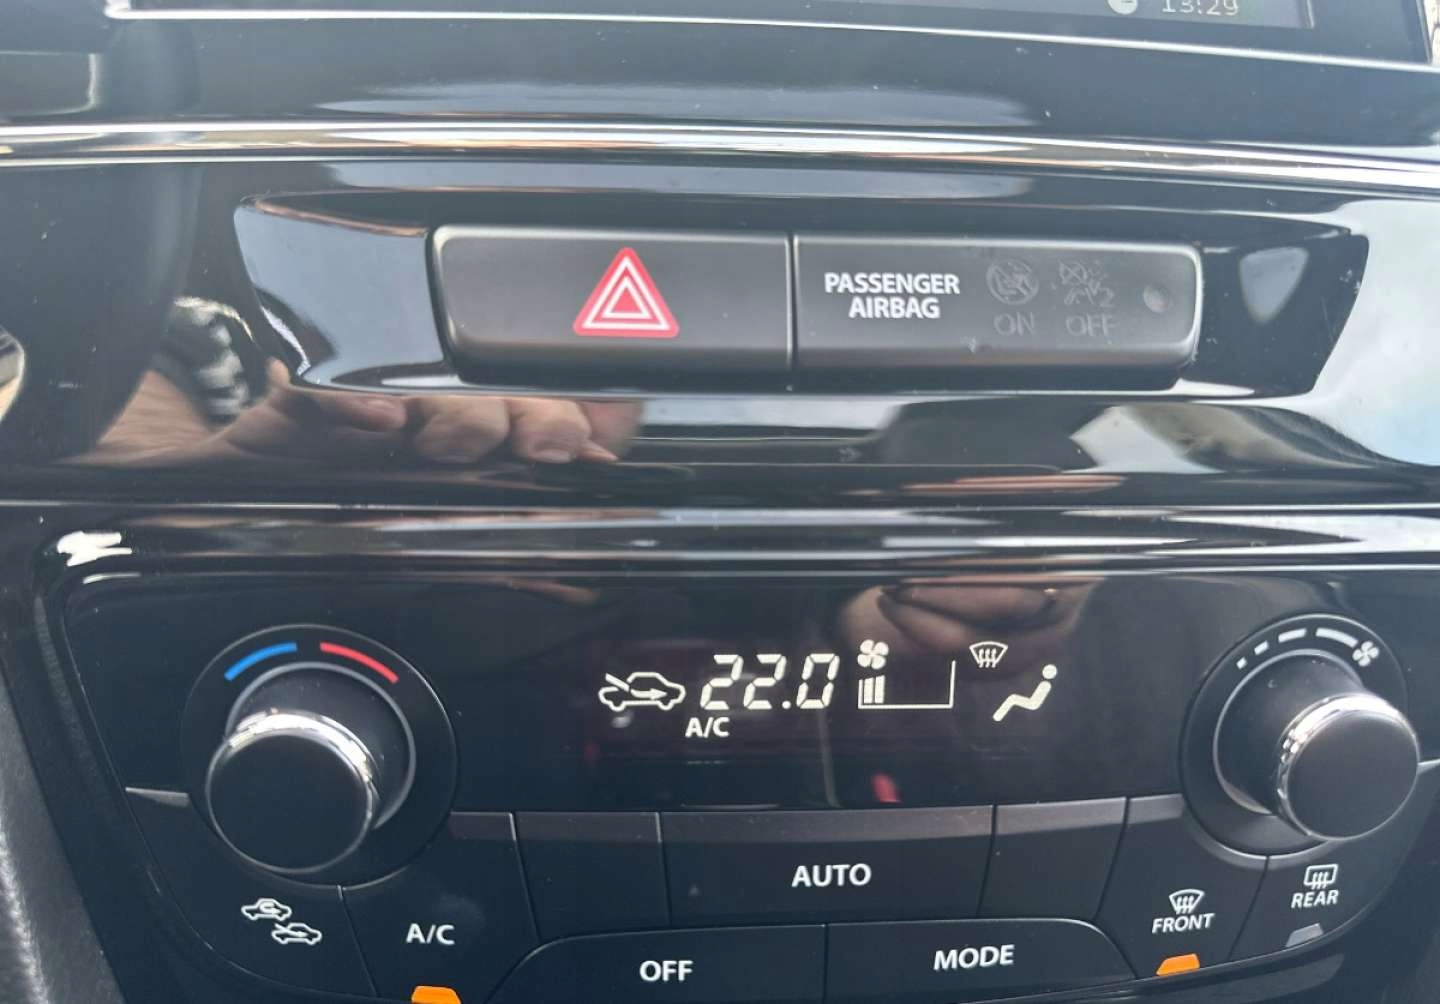 13:29
PASSENGER
AIRBAG
ON OFF
22.0
A/C
AUTO
A/C
OFF
MODE
FRONT
REAR